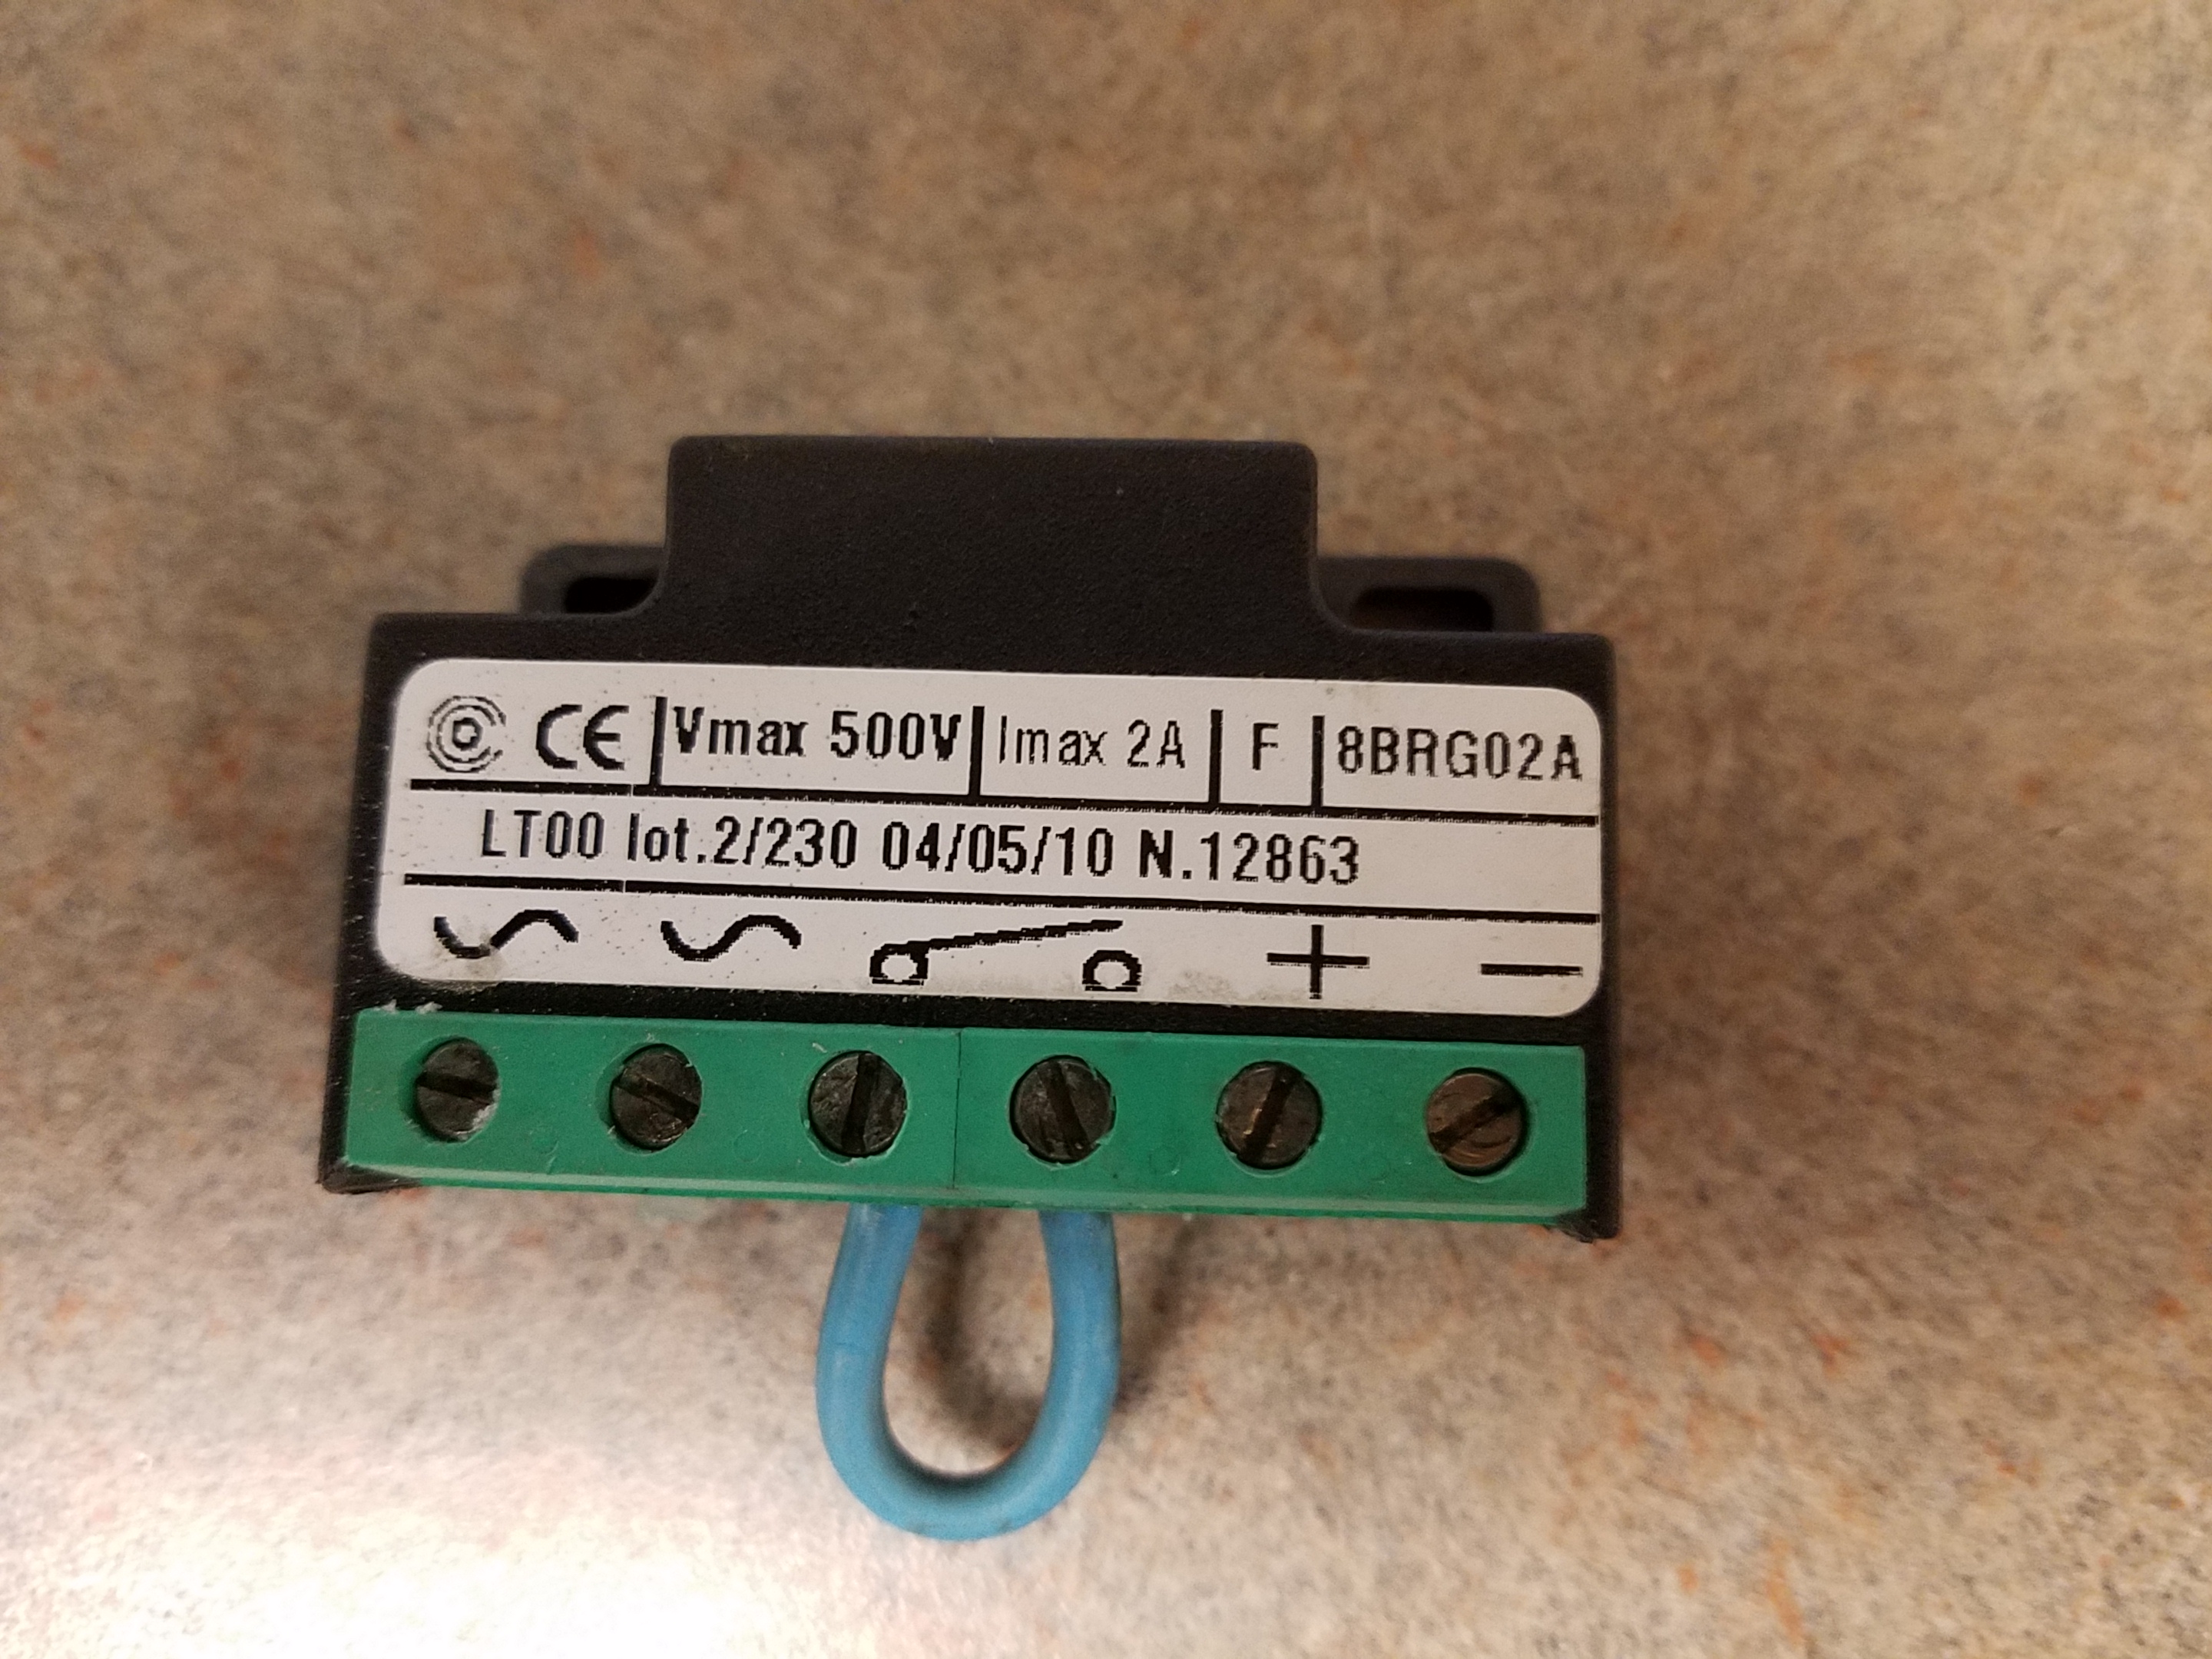 CE Vmax 500V Imax 2A F 8BRG02A
LT00 lot.2/230 04/05/10 N.12863
+ −